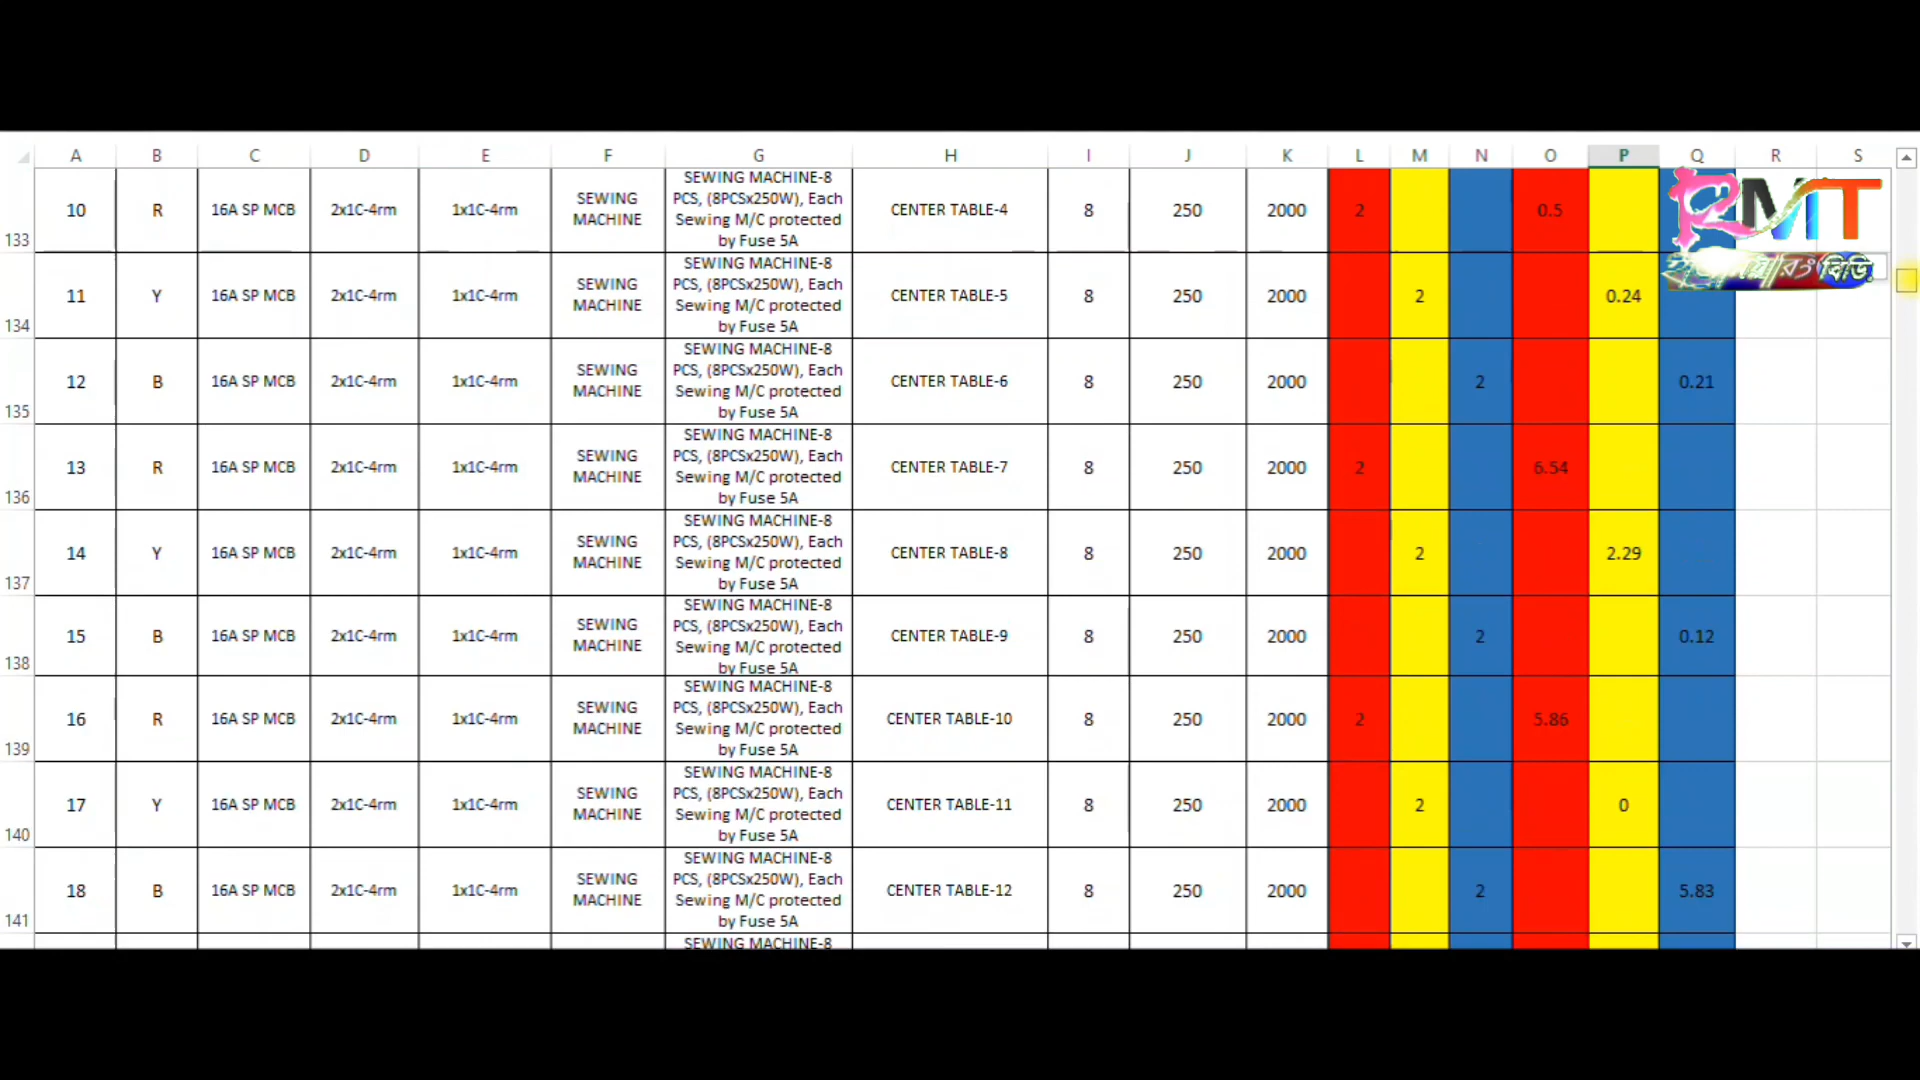 A B C D E F G H I J K L M N O P Q R S
133 10 R 16A SP MCB 2x1C-4rm 1x1C-4rm SEWING MACHINE SEWING MACHINE-8 PCS, (8PCSx250W), Each Sewing M/C protected by Fuse 5A CENTER TABLE-4 8 250 2000 2 0.5
134 11 Y 16A SP MCB 2x1C-4rm 1x1C-4rm SEWING MACHINE SEWING MACHINE-8 PCS, (8PCSx250W), Each Sewing M/C protected by Fuse 5A CENTER TABLE-5 8 250 2000 2 0.24
135 12 B 16A SP MCB 2x1C-4rm 1x1C-4rm SEWING MACHINE SEWING MACHINE-8 PCS, (8PCSx250W), Each Sewing M/C protected by Fuse 5A CENTER TABLE-6 8 250 2000 2 0.21
136 13 R 16A SP MCB 2x1C-4rm 1x1C-4rm SEWING MACHINE SEWING MACHINE-8 PCS, (8PCSx250W), Each Sewing M/C protected by Fuse 5A CENTER TABLE-7 8 250 2000 2 6.54
137 14 Y 16A SP MCB 2x1C-4rm 1x1C-4rm SEWING MACHINE SEWING MACHINE-8 PCS, (8PCSx250W), Each Sewing M/C protected by Fuse 5A CENTER TABLE-8 8 250 2000 2 2.29
138 15 B 16A SP MCB 2x1C-4rm 1x1C-4rm SEWING MACHINE SEWING MACHINE-8 PCS, (8PCSx250W), Each Sewing M/C protected by Fuse 5A CENTER TABLE-9 8 250 2000 2 0.12
139 16 R 16A SP MCB 2x1C-4rm 1x1C-4rm SEWING MACHINE SEWING MACHINE-8 PCS, (8PCSx250W), Each Sewing M/C protected by Fuse 5A CENTER TABLE-10 8 250 2000 2 5.86
140 17 Y 16A SP MCB 2x1C-4rm 1x1C-4rm SEWING MACHINE SEWING MACHINE-8 PCS, (8PCSx250W), Each Sewing M/C protected by Fuse 5A CENTER TABLE-11 8 250 2000 2 0
141 18 B 16A SP MCB 2x1C-4rm 1x1C-4rm SEWING MACHINE SEWING MACHINE-8 PCS, (8PCSx250W), Each Sewing M/C protected by Fuse 5A CENTER TABLE-12 8 250 2000 2 5.83
SEWING MACHINE-8
RMT
বিডি